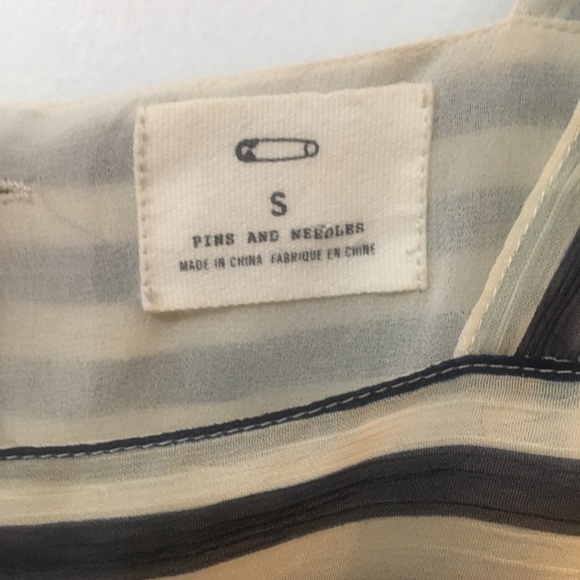 S
PINS AND NEEDLES
MADE IN CHINA FABRIQUE EN CHINE